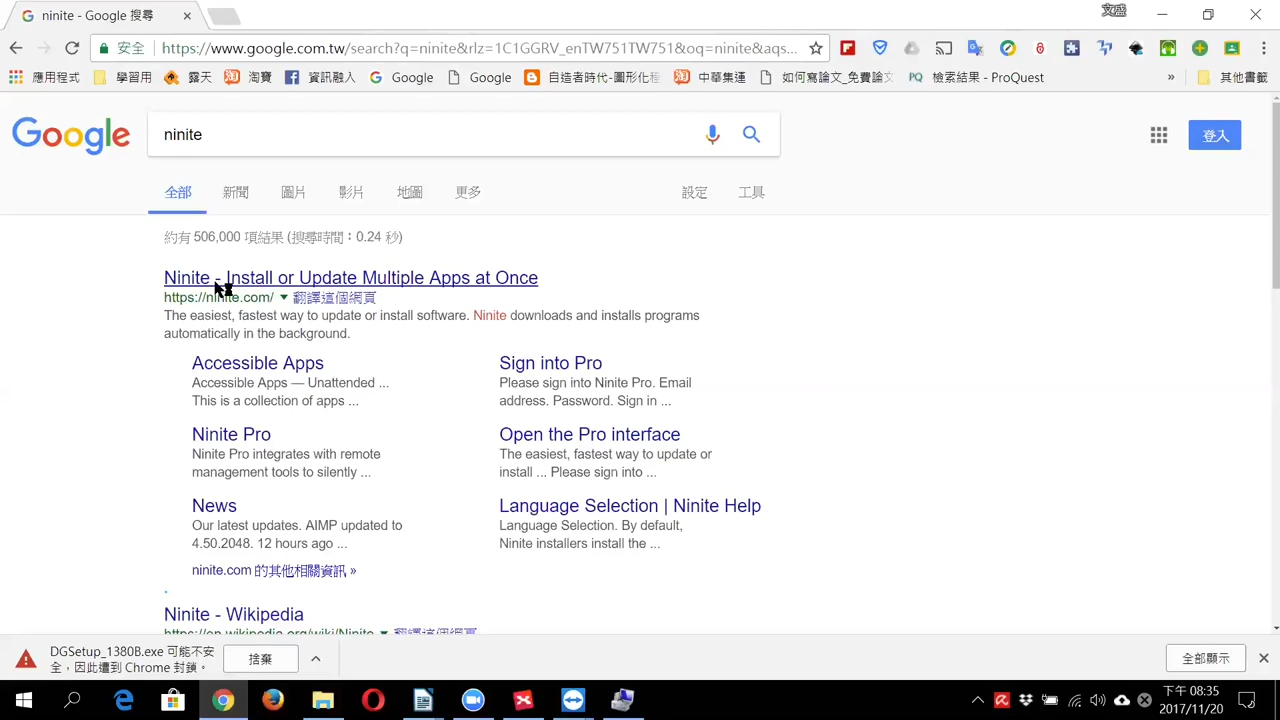 ninite - Google 搜尋
文盛
安全 https://www.google.com.tw/search?q=ninite&rlz=1C1GGRV_enTW751TW751&oq=ninite&aqs...
應用程式 學習用 露天 淘寶 資訊融入 Google Google 自造者時代-圖形化程 中華集運 如何寫論文_免費論文 檢索結果 - ProQuest » 其他書籤
Google
ninite
登入
全部 新聞 圖片 影片 地圖 更多 設定 工具
約有 506,000 項結果 (搜尋時間：0.24 秒)
Ninite - Install or Update Multiple Apps at Once
https://ninite.com/ ▼ 翻譯這個網頁
The easiest, fastest way to update or install software. Ninite downloads and installs programs
automatically in the background.
Accessible Apps
Accessible Apps — Unattended ...
This is a collection of apps ...
Sign into Pro
Please sign into Ninite Pro. Email
address. Password. Sign in ...
Ninite Pro
Ninite Pro integrates with remote
management tools to silently ...
Open the Pro interface
The easiest, fastest way to update or
install ... Please sign into ...
News
Our latest updates. AIMP updated to
4.50.2048. 12 hours ago ...
Language Selection | Ninite Help
Language Selection. By default,
Ninite installers install the ...
ninite.com 的其他相關資訊 »
Ninite - Wikipedia
https://en.wikipedia.org/wiki/Ninite ▼ 翻譯這個網頁
DGSetup_1380B.exe 可能不安
全，因此遭到 Chrome 封鎖。
捨棄
全部顯示
下午 08:35
2017/11/20